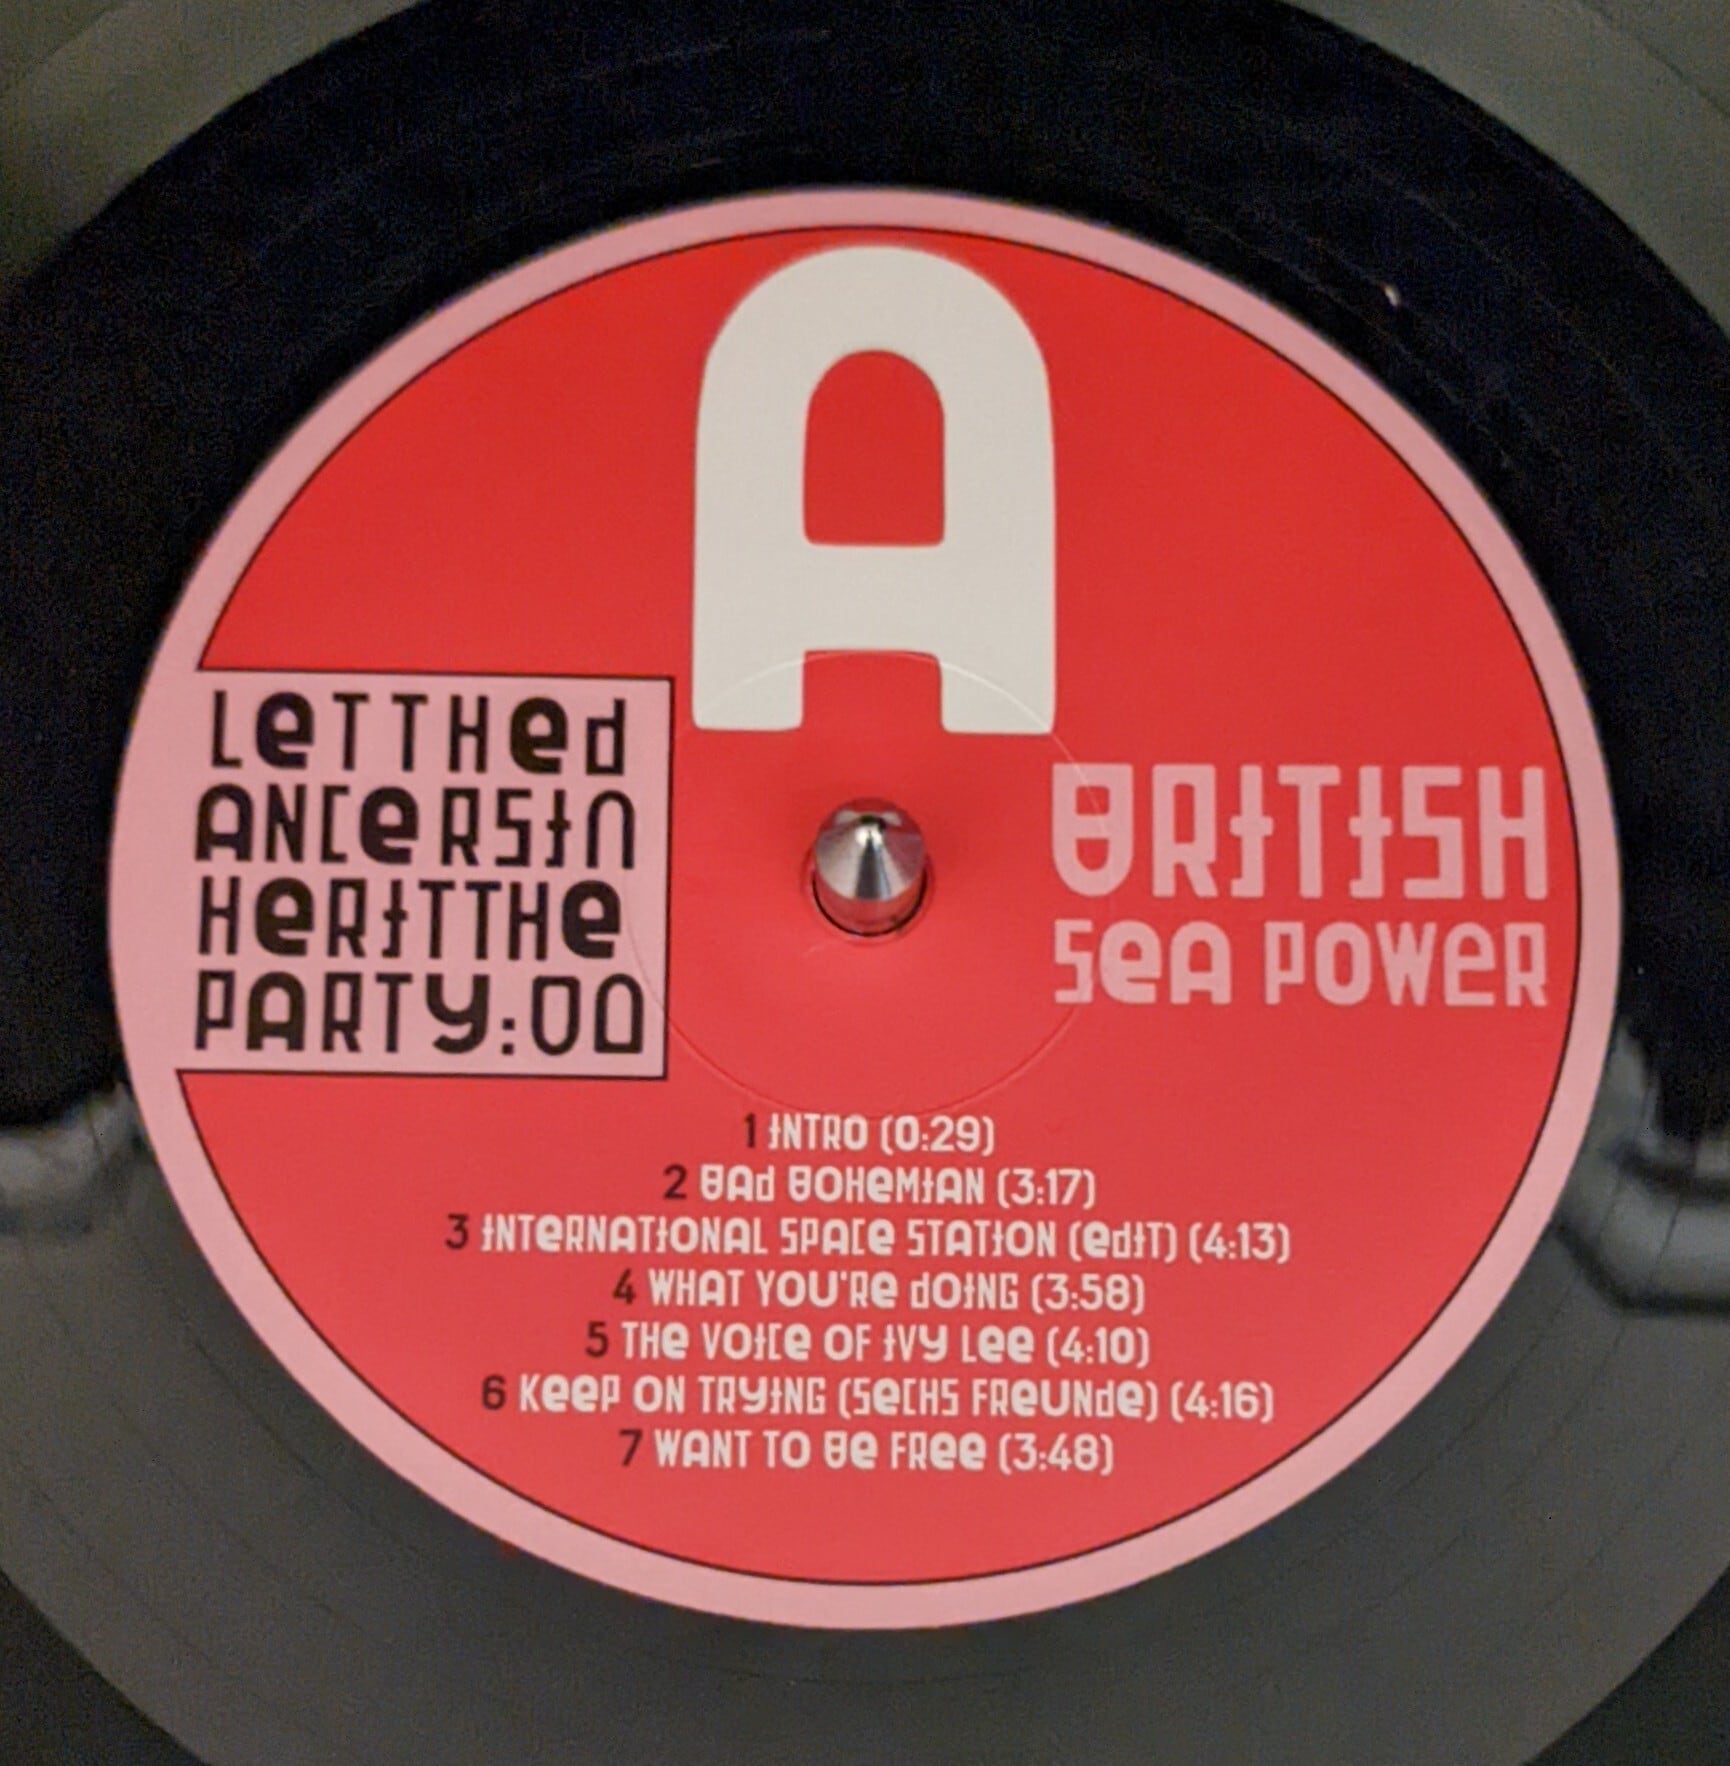 A
LeTTHed
ANCeRSIN
HeRITTHe
PARTy:OD
BRITISH
SeA POWeR
1 INTRO (0:29)
2 BAd BOHeMIAN (3:17)
3 INTeRNATIONAL SPACe STATION (edIT) (4:13)
4 WHAT YOU'Re dOING (3:58)
5 THe VOICe OF IVy Lee (4:10)
6 KeeP ON TRyING (SeCHS FReUNde) (4:16)
7 WANT TO Be FRee (3:48)